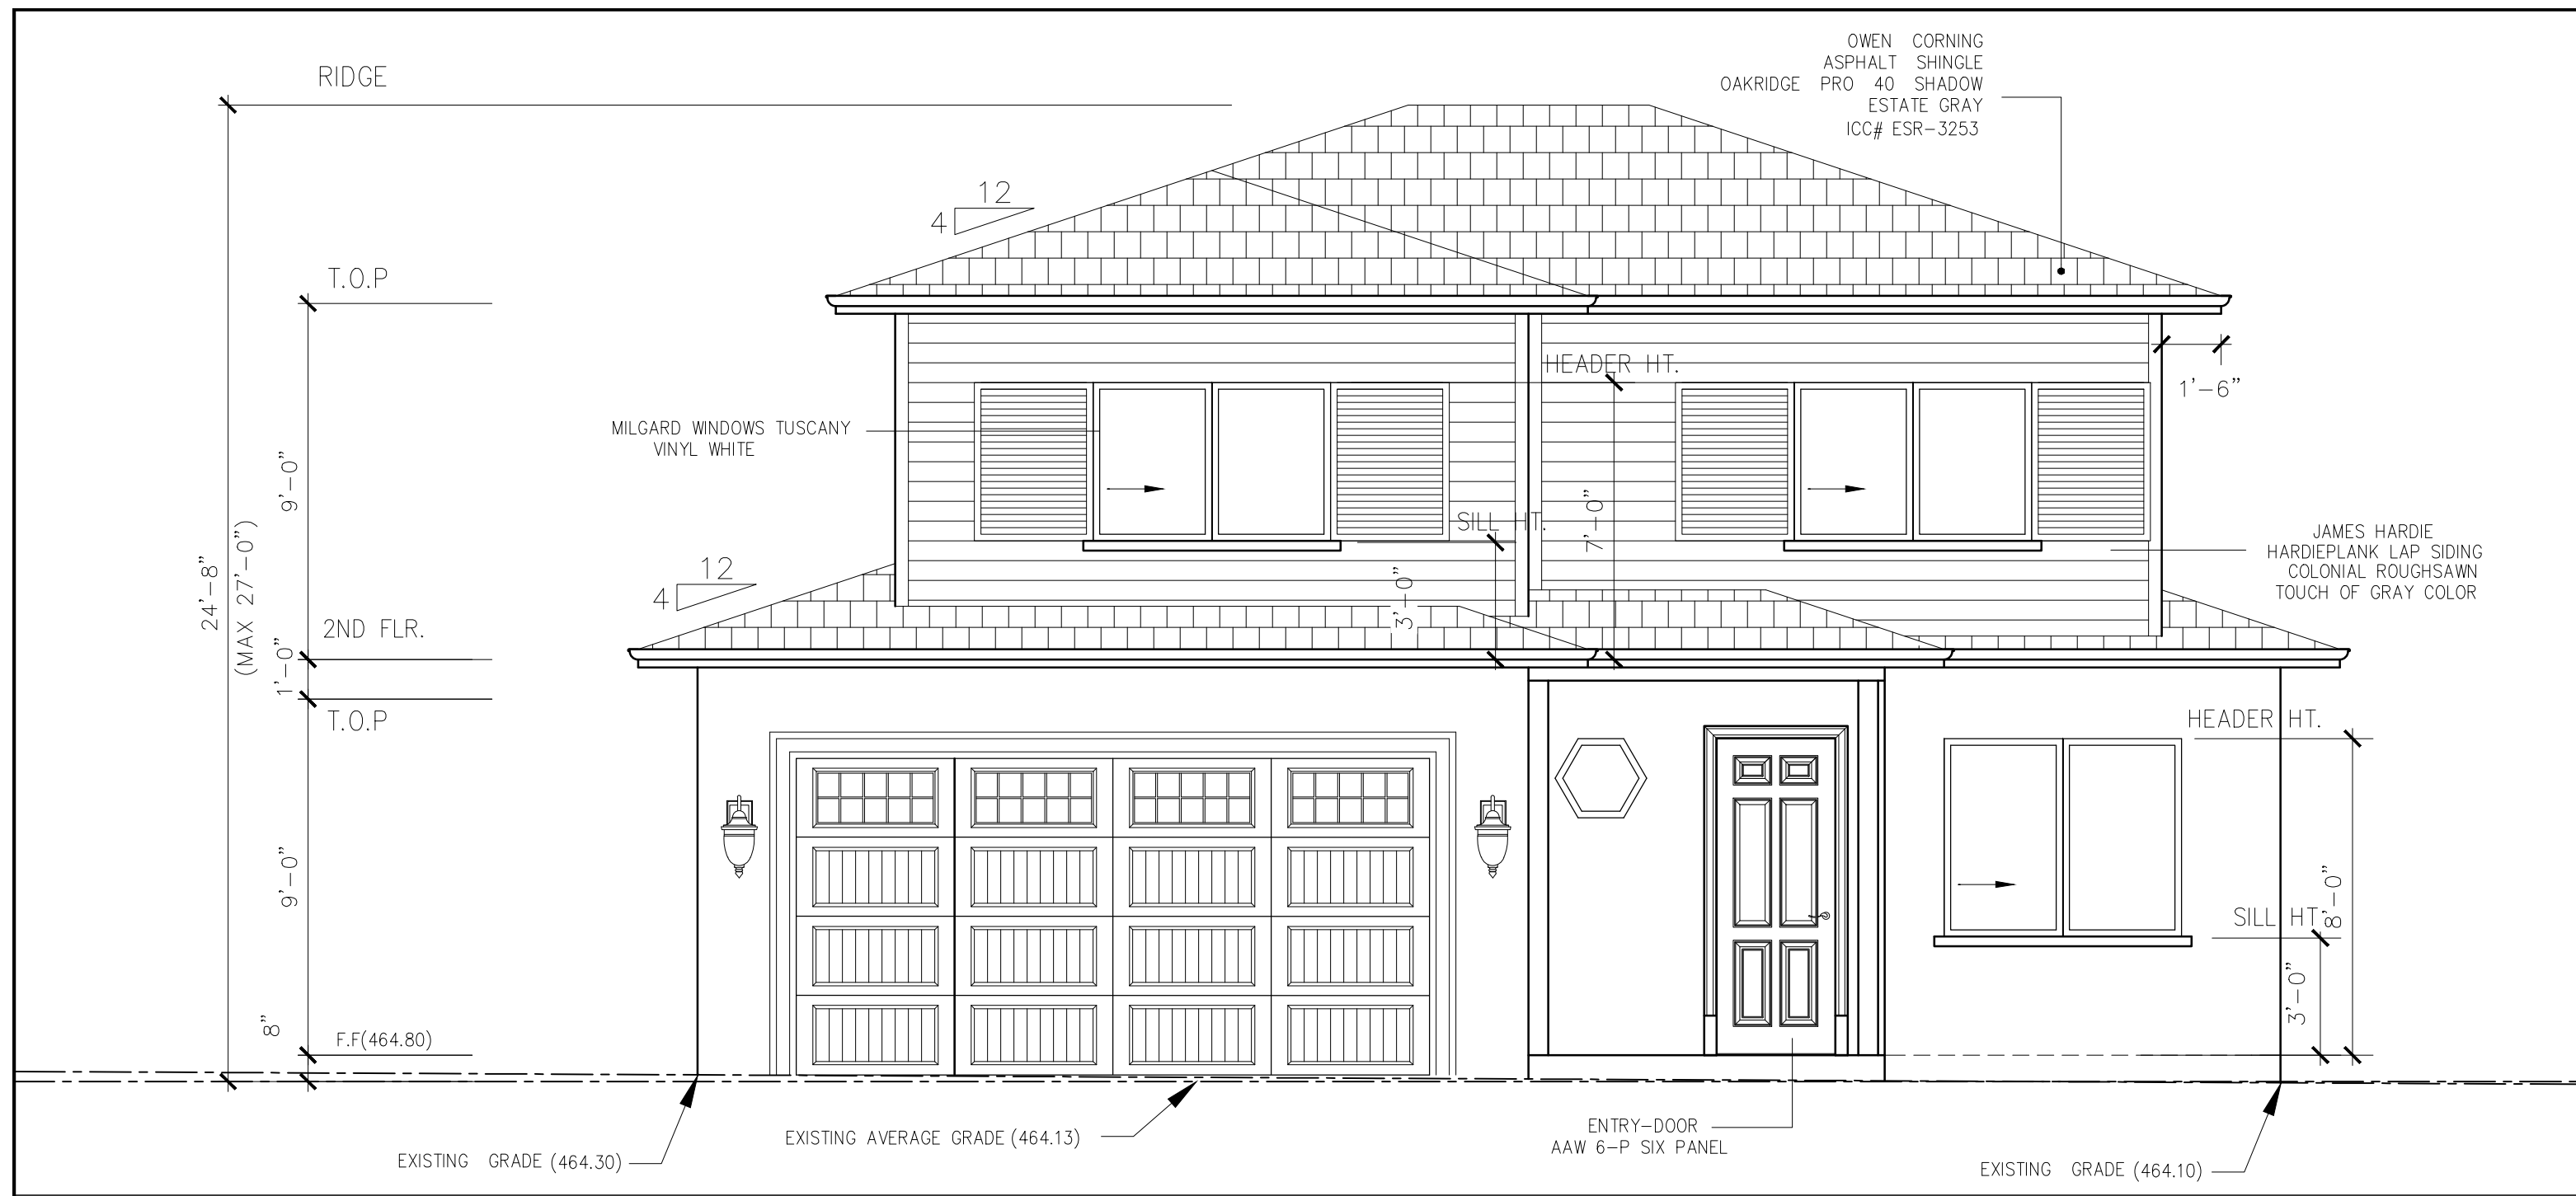 RIDGE
OWEN CORNING
ASPHALT SHINGLE
OAKRIDGE PRO 40 SHADOW
ESTATE GRAY
ICC# ESR-3253
12
4
T.O.P
HEADER HT.
1'-6"
MILGARD WINDOWS TUSCANY
VINYL WHITE
9'-0"
SILL HT.
7'-0"
24'-8"
(MAX 27'-0")
JAMES HARDIE
HARDIEPLANK LAP SIDING
COLONIAL ROUGHSAWN
TOUCH OF GRAY COLOR
12
4
3'-0"
2ND FLR.
1'-0"
T.O.P
HEADER HT.
9'-0"
SILL HT.
8'-0"
3'-0"
8"
F.F(464.80)
ENTRY-DOOR
AAW 6-P SIX PANEL
EXISTING AVERAGE GRADE (464.13)
EXISTING GRADE (464.30)
EXISTING GRADE (464.10)